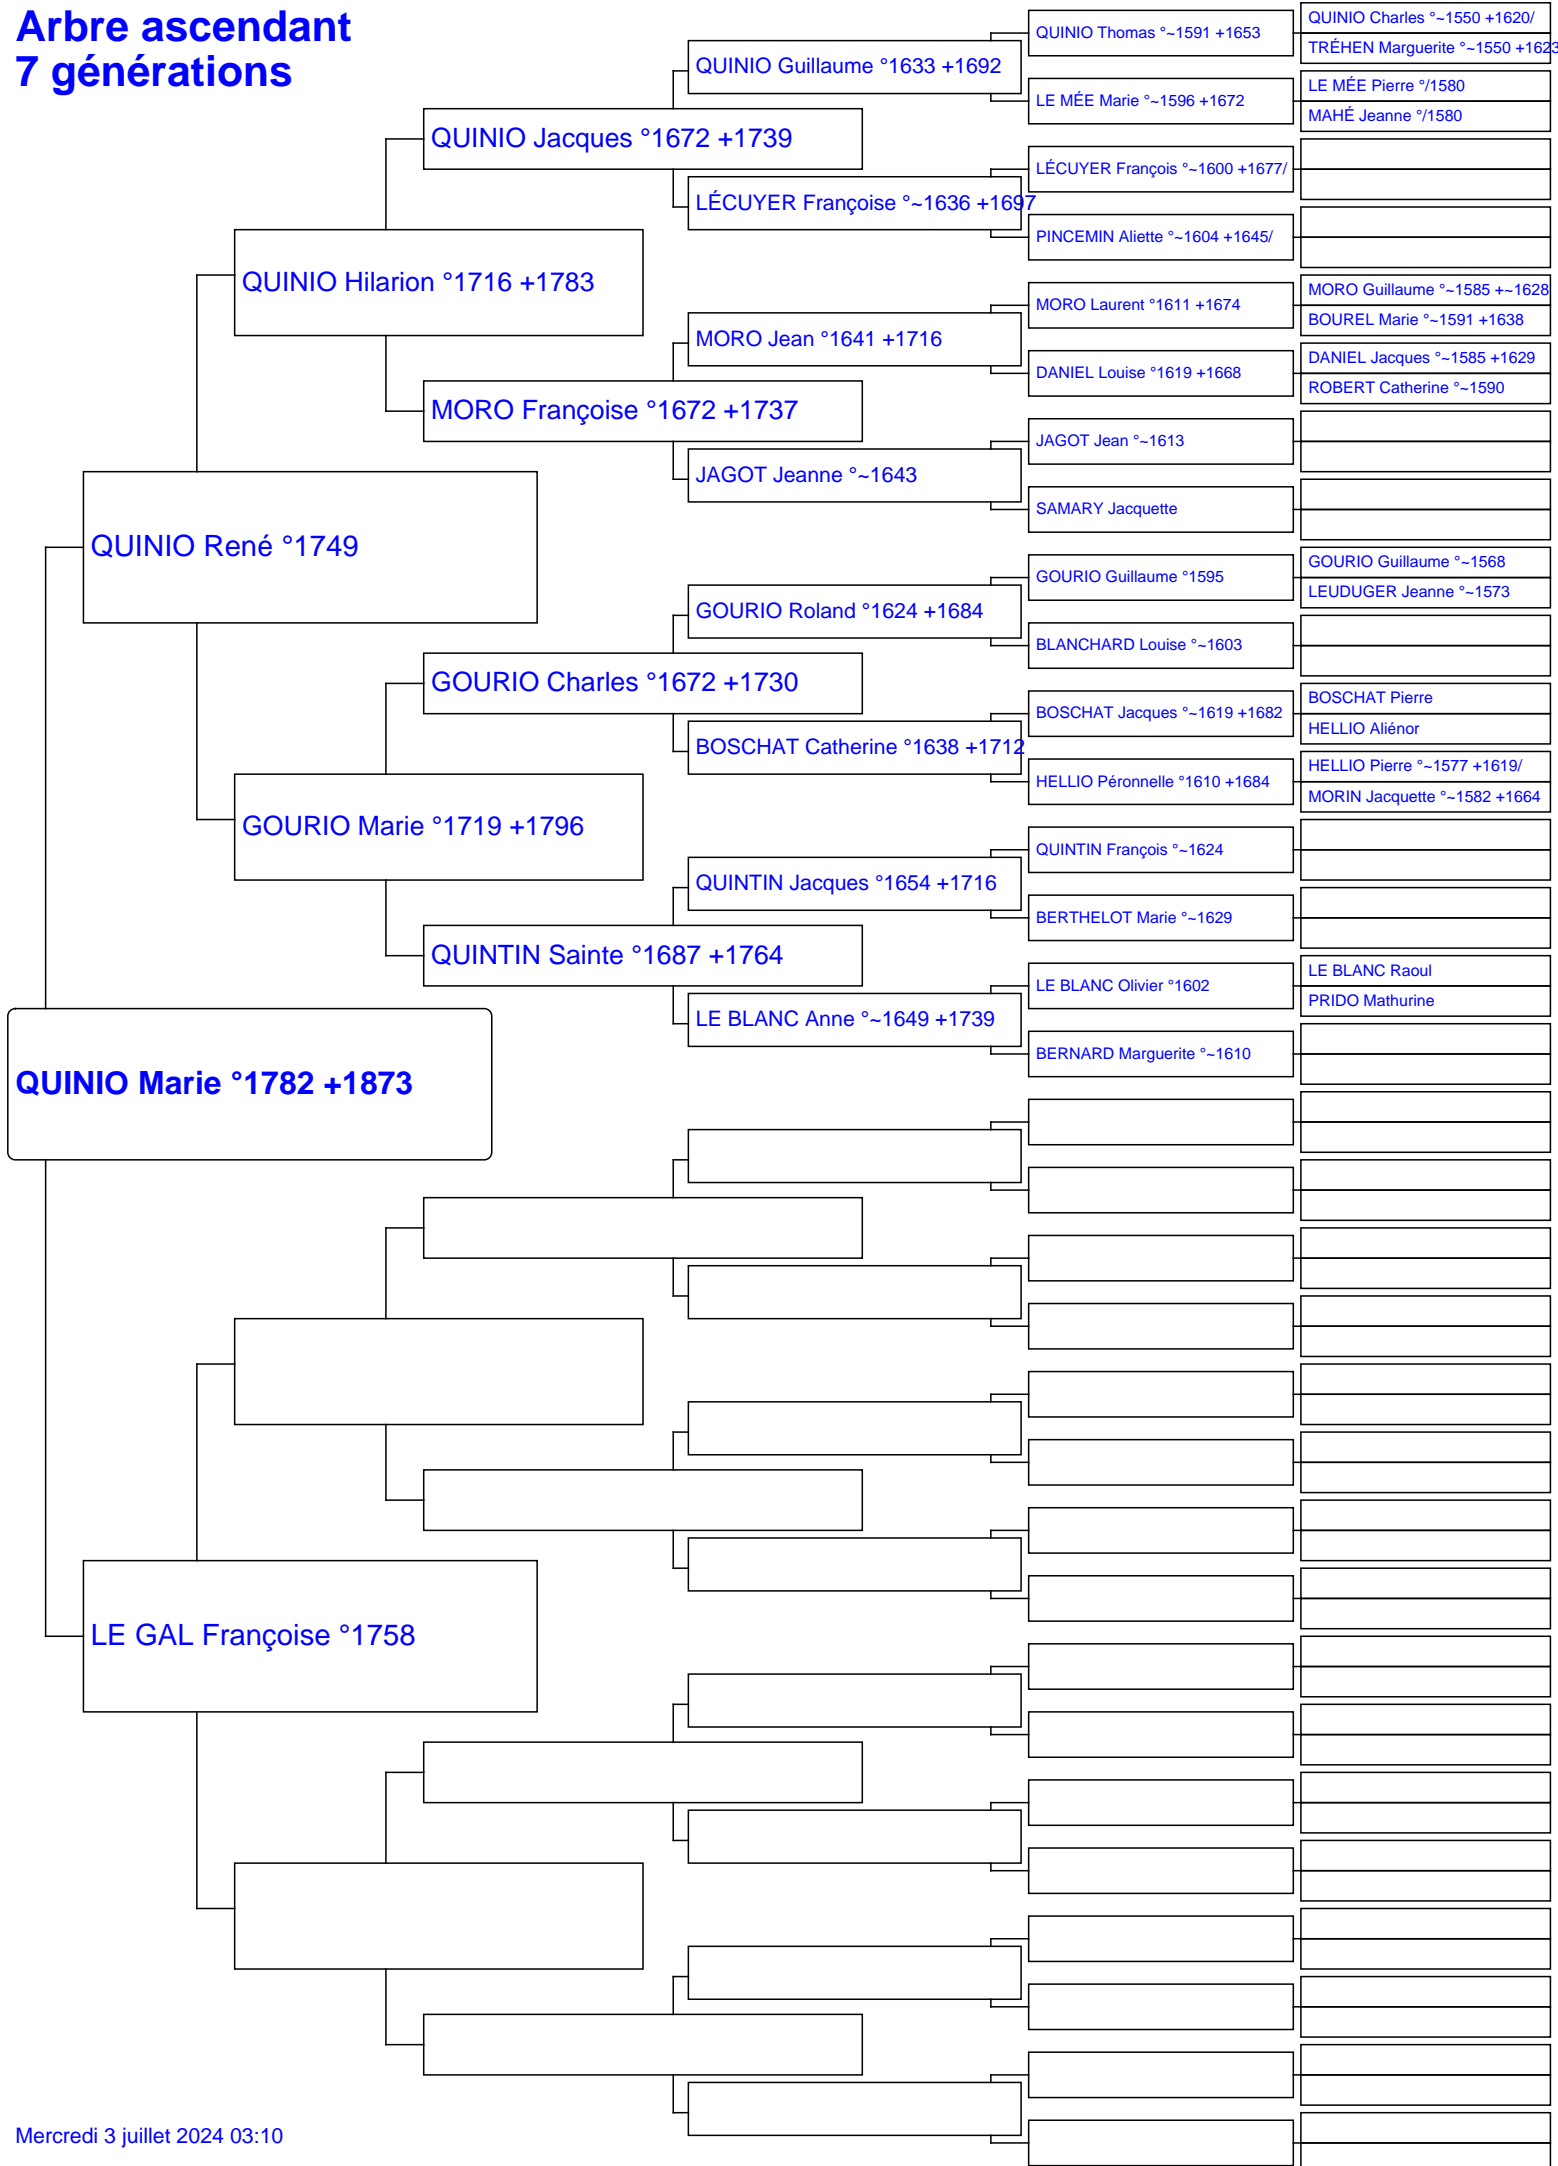 Arbre ascendant
7 générations
QUINIO Charles °~1550 +1620/
QUINIO Thomas °~1591 +1653
TRÉHEN Marguerite °~1550 +1623
QUINIO Guillaume °1633 +1692
LE MÉE Pierre °/1580
LE MÉE Marie °~1596 +1672
MAHÉ Jeanne °/1580
QUINIO Jacques °1672 +1739
LÉCUYER François °~1600 +1677/
LÉCUYER Françoise °~1636 +1697
PINCEMIN Aliette °~1604 +1645/
QUINIO Hilarion °1716 +1783
MORO Guillaume °~1585 +~1628
MORO Laurent °1611 +1674
BOUREL Marie °~1591 +1638
MORO Jean °1641 +1716
DANIEL Jacques °~1585 +1629
DANIEL Louise °1619 +1668
ROBERT Catherine °~1590
MORO Françoise °1672 +1737
JAGOT Jean °~1613
JAGOT Jeanne °~1643
SAMARY Jacquette
QUINIO René °1749
GOURIO Guillaume °~1568
GOURIO Guillaume °1595
LEUDUGER Jeanne °~1573
GOURIO Roland °1624 +1684
BLANCHARD Louise °~1603
GOURIO Charles °1672 +1730
BOSCHAT Pierre
BOSCHAT Jacques °~1619 +1682
HELLIO Aliénor
BOSCHAT Catherine °1638 +1712
HELLIO Pierre °~1577 +1619/
HELLIO Péronnelle °1610 +1684
MORIN Jacquette °~1582 +1664
GOURIO Marie °1719 +1796
QUINTIN François °~1624
QUINTIN Jacques °1654 +1716
BERTHELOT Marie °~1629
QUINTIN Sainte °1687 +1764
LE BLANC Raoul
LE BLANC Olivier °1602
PRIDO Mathurine
LE BLANC Anne °~1649 +1739
BERNARD Marguerite °~1610
QUINIO Marie °1782 +1873
LE GAL Françoise °1758
Mercredi 3 juillet 2024 03:10